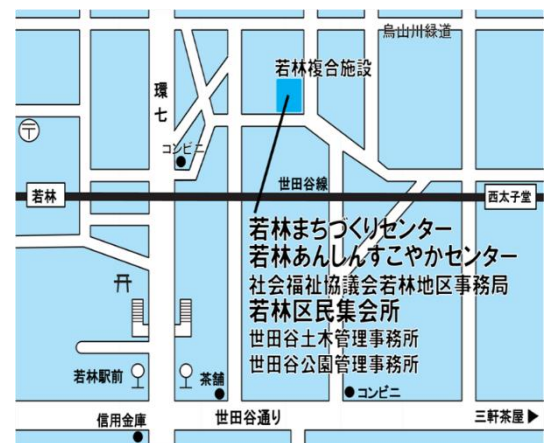 烏山川緑道
若林複合施設
環七
コンビニ
世田谷線
若林
西太子堂
若林まちづくりセンター
若林あんしんすこやかセンター
社会福祉協議会若林地区事務局
若林区民集会所
世田谷土木管理事務所
世田谷公園管理事務所
若林駅前
茶舗
コンビニ
信用金庫
世田谷通り
三軒茶屋▶